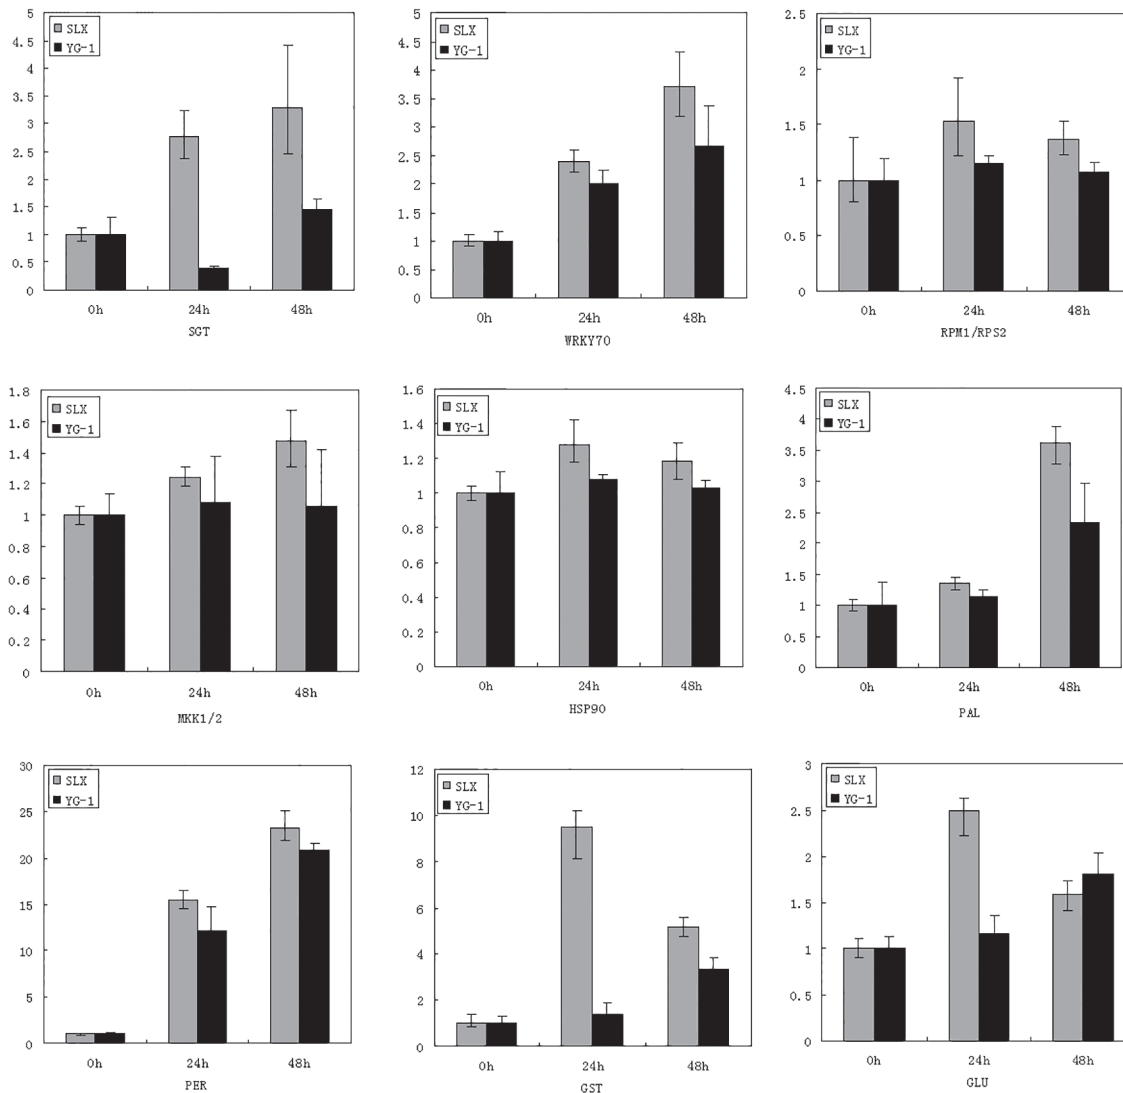 5
4.5
4
3.5
3
2.5
2
1.5
1
0.5
0
SLX
YG-1
0h 24h 48h
SGT
5
4.5
4
3.5
3
2.5
2
1.5
1
0.5
0
SLX
YG-1
0h 24h 48h
WRKY70
2.5
2
1.5
1
0.5
0
SLX
YG-1
0h 24h 48h
RPM1/RPS2
1.8
1.6
1.4
1.2
1
0.8
0.6
0.4
0.2
0
SLX
YG-1
0h 24h 48h
MKK1/2
1.6
1.4
1.2
1
0.8
0.6
0.4
0.2
0
SLX
YG-1
0h 24h 48h
HSP90
4.5
4
3.5
3
2.5
2
1.5
1
0.5
0
SLX
YG-1
0h 24h 48h
PAL
30
25
20
15
10
5
0
SLX
YG-1
0h 24h 48h
PER
12
10
8
6
4
2
0
SLX
YG-1
0h 24h 48h
GST
3
2.5
2
1.5
1
0.5
0
SLX
YG-1
0h 24h 48h
GLU